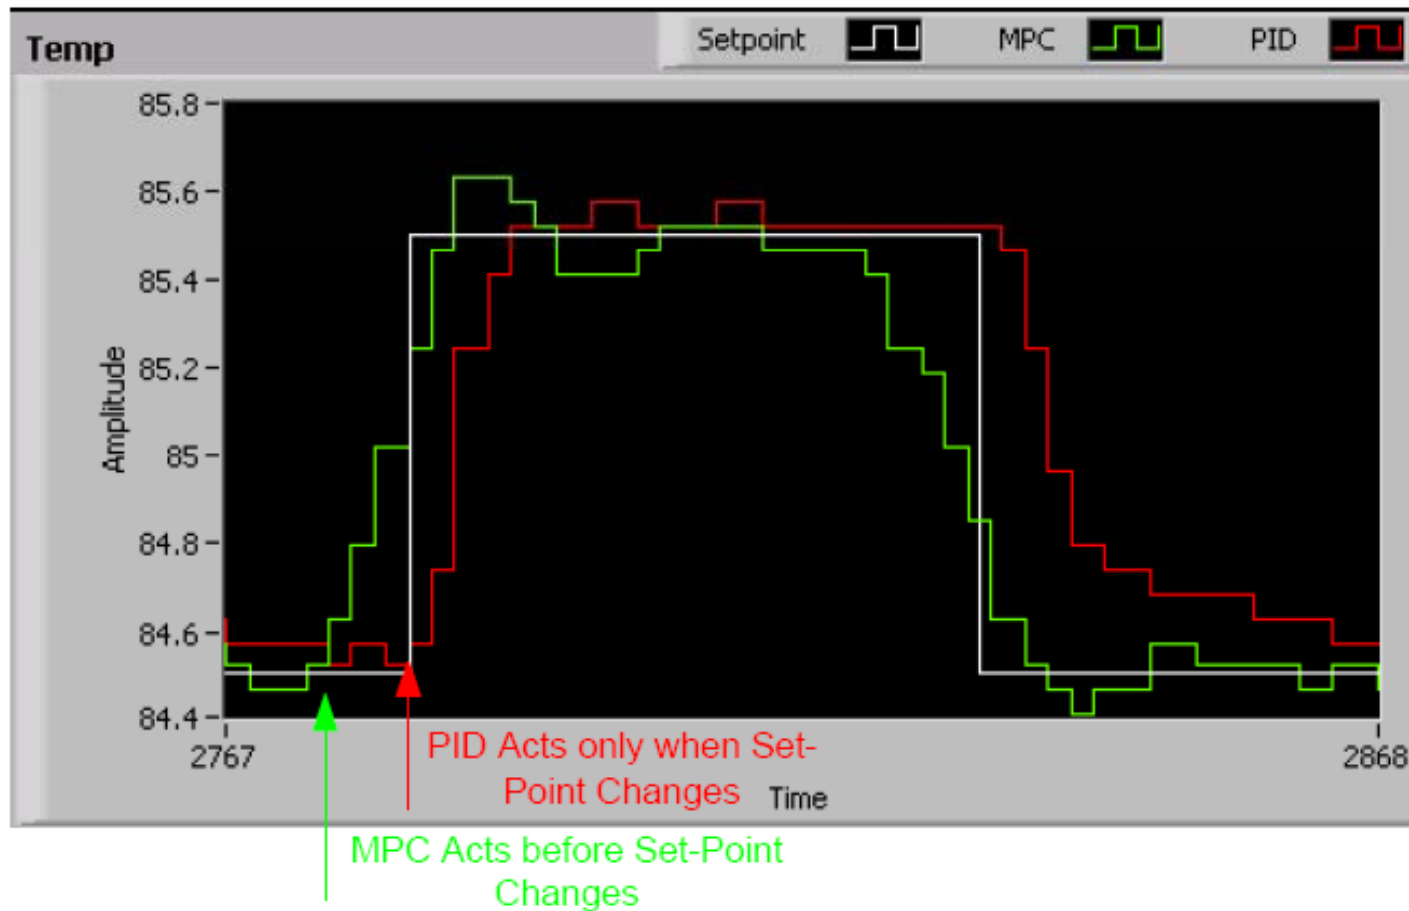 Temp
Setpoint MPC PID
85.8
85.6
85.4
85.2
85
84.8
84.6
84.4
Amplitude
2767
2868
Time
PID Acts only when Set-
Point Changes
MPC Acts before Set-Point
Changes